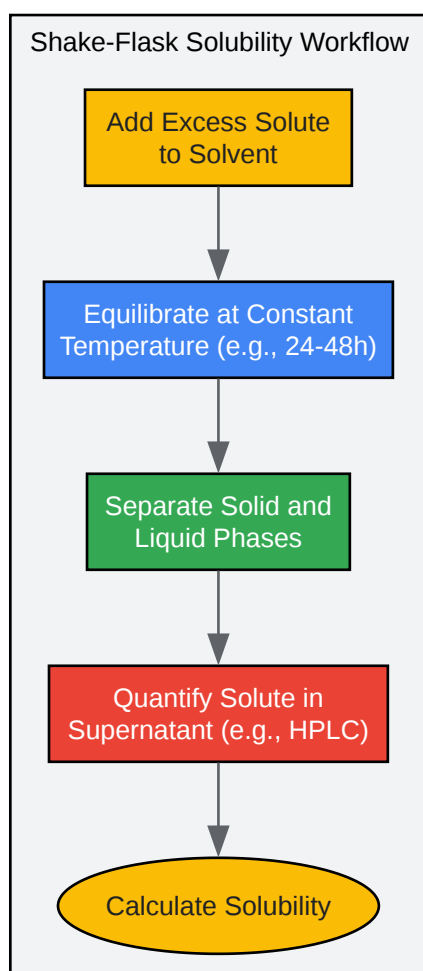 Shake-Flask Solubility Workflow
Add Excess Solute
to Solvent
Equilibrate at Constant
Temperature (e.g., 24-48h)
Separate Solid and
Liquid Phases
Quantify Solute in
Supernatant (e.g., HPLC)
Calculate Solubility